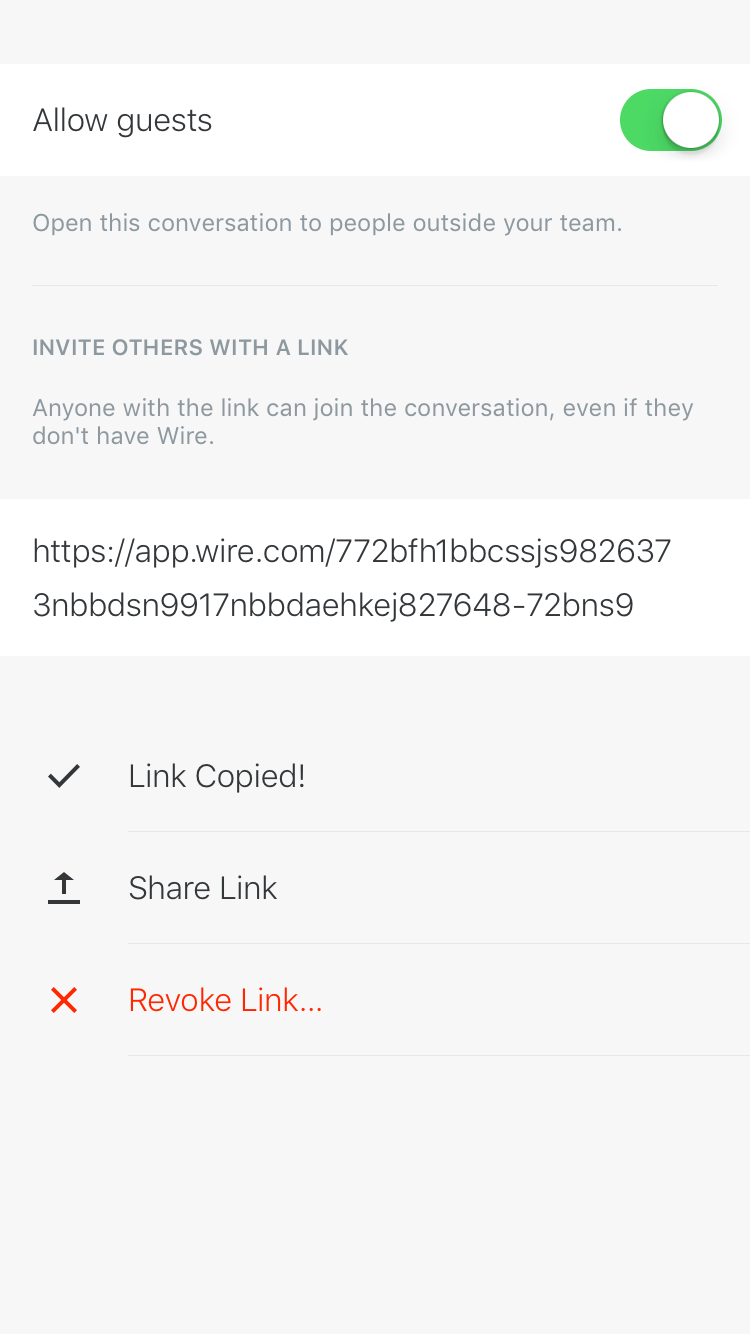 Allow guests
Open this conversation to people outside your team.
INVITE OTHERS WITH A LINK
Anyone with the link can join the conversation, even if they
don't have Wire.
https://app.wire.com/772bfh1bbcssjs982637
3nbbdsn9917nbbdaehkej827648-72bns9
Link Copied!
Share Link
Revoke Link...